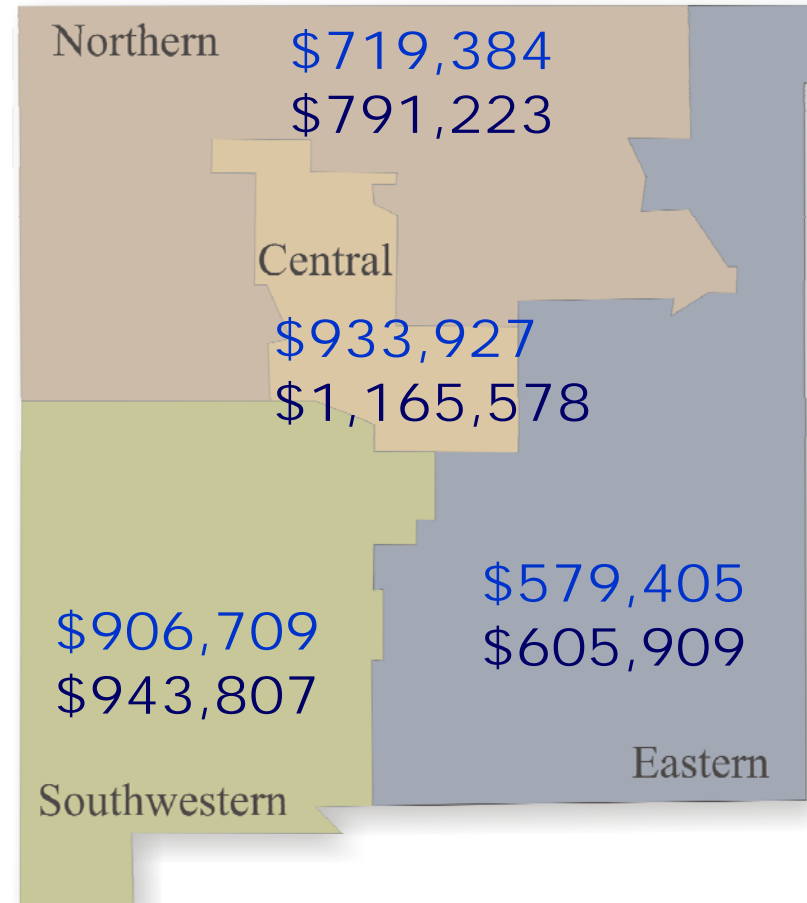 Northern
$719,384
$791,223
Central
$933,927
$1,165,578
$579,405
$605,909
$906,709
$943,807
Eastern
Southwestern